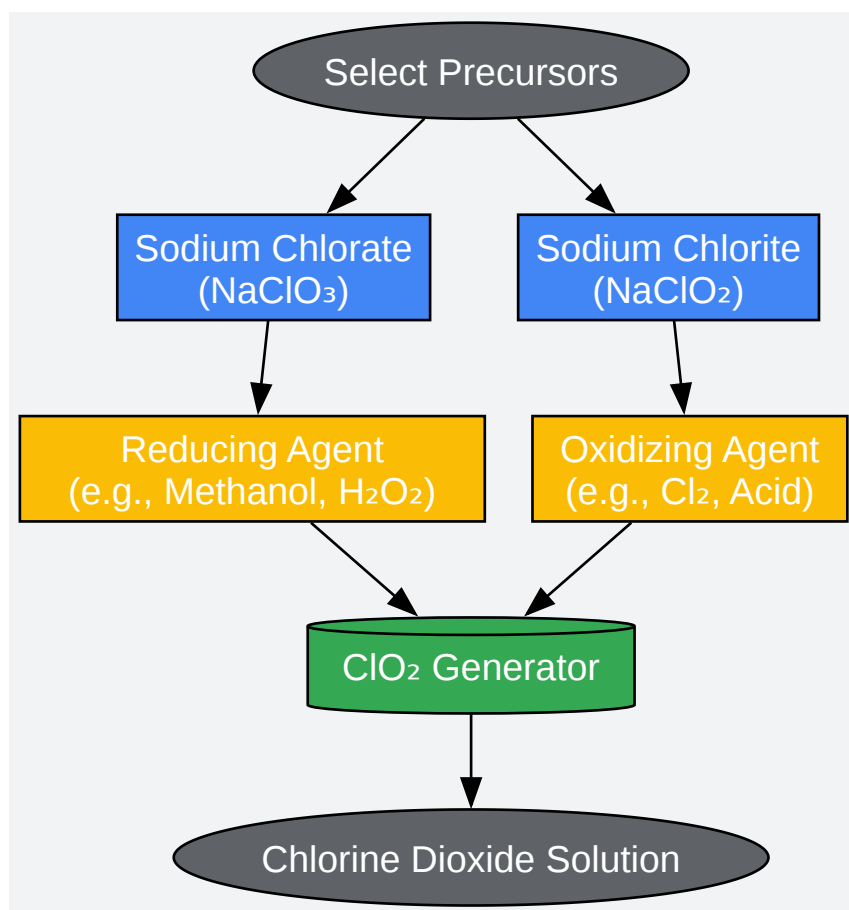 Select Precursors
Sodium Chlorate
(NaClO₃)
Sodium Chlorite
(NaClO₂)
Reducing Agent
(e.g., Methanol, H₂O₂)
Oxidizing Agent
(e.g., Cl₂, Acid)
ClO₂ Generator
Chlorine Dioxide Solution